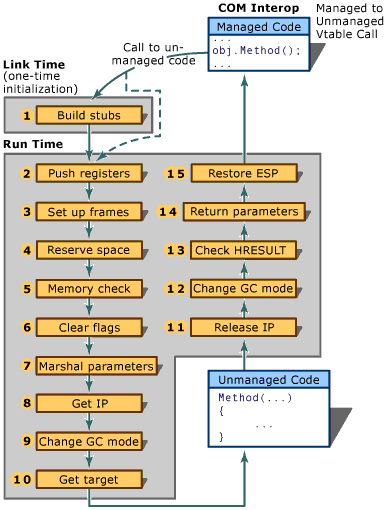 COM Interop
Managed to
Unmanaged
Vtable Call
Managed Code
...
obj.Method();
...
Call to un-
managed code
Link Time
(one-time
initialization)
1 Build stubs
Run Time
2 Push registers
3 Set up frames
4 Reserve space
5 Memory check
6 Clear flags
7 Marshal parameters
8 Get IP
9 Change GC mode
10 Get target
15 Restore ESP
14 Return parameters
13 Check HRESULT
12 Change GC mode
11 Release IP
Unmanaged Code
Method(...)
{
...
}